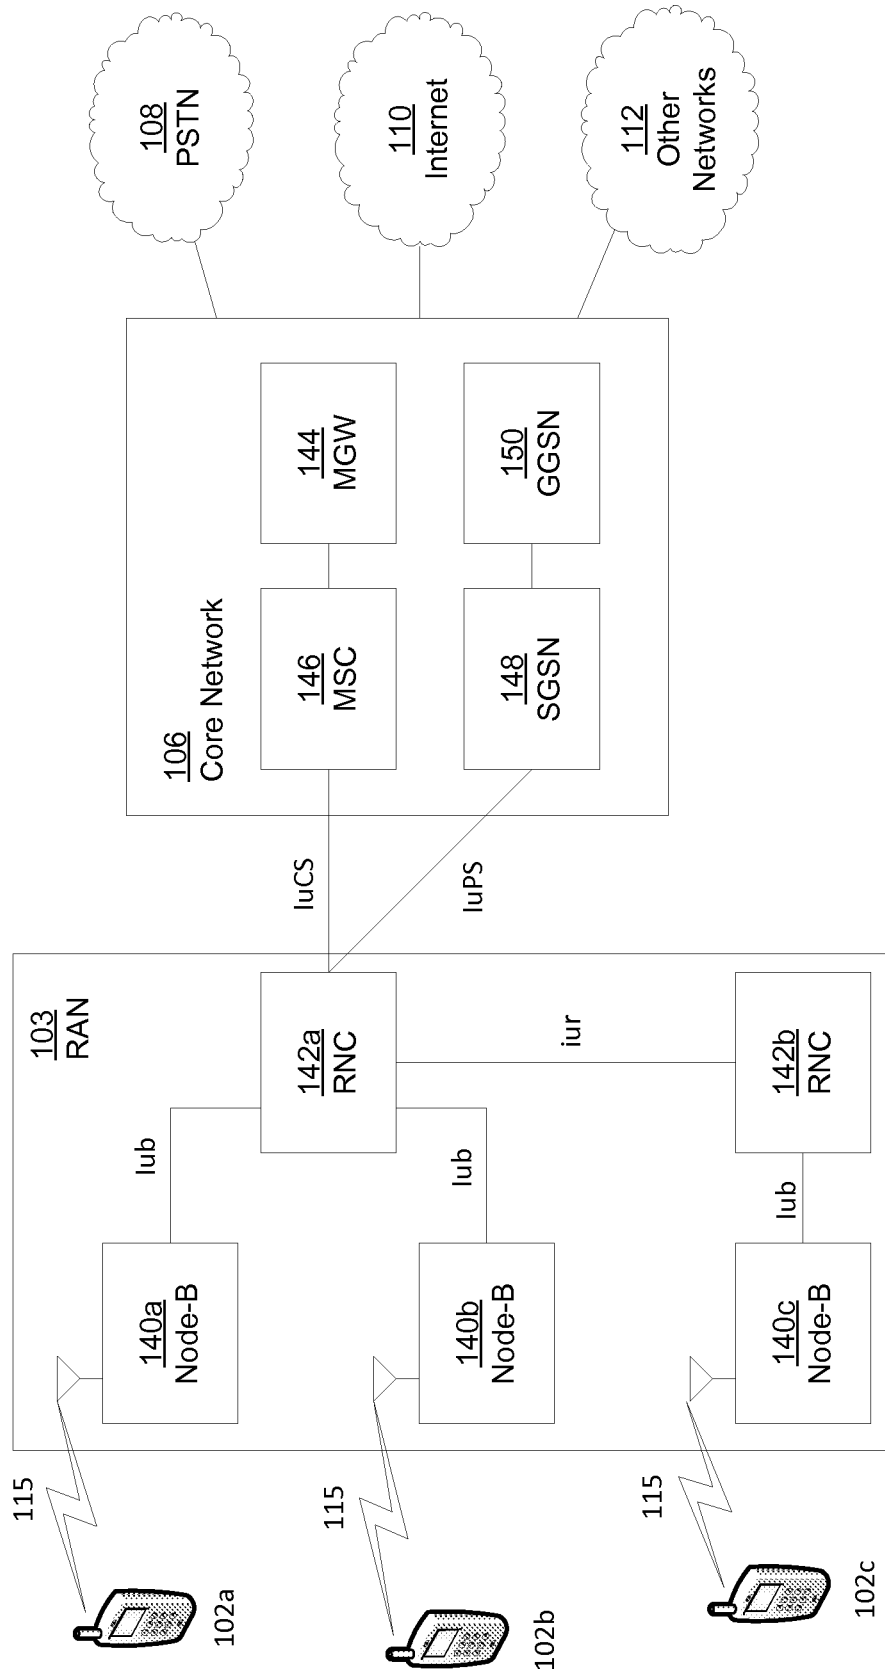 115
102a
115
102b
115
102c
103
RAN
140a
Node-B
140b
Node-B
140c
Node-B
Iub
Iub
Iub
142a
RNC
iur
142b
RNC
IuCS
IuPS
106
Core Network
146
MSC
144
MGW
148
SGSN
150
GGSN
108
PSTN
110
Internet
112
Other
Networks